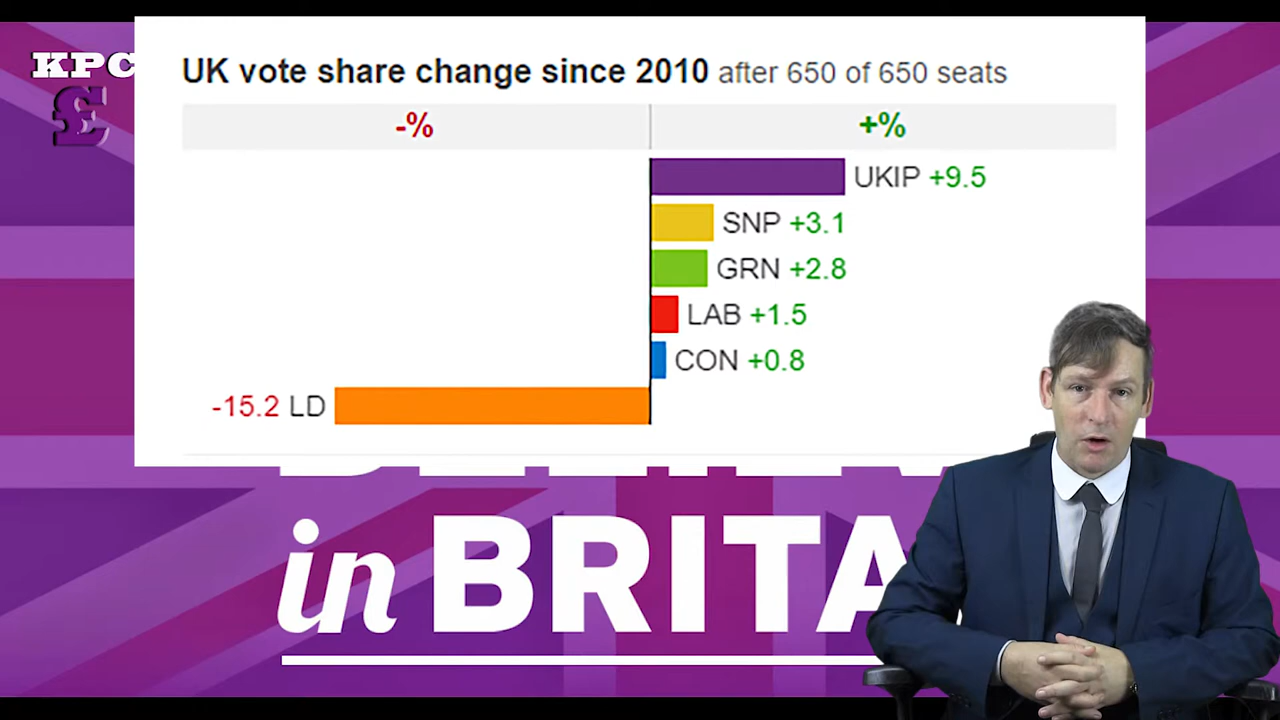 KPC
£
UK vote share change since 2010 after 650 of 650 seats
-% +%
UKIP +9.5
SNP +3.1
GRN +2.8
LAB +1.5
CON +0.8
-15.2 LD
in BRITA